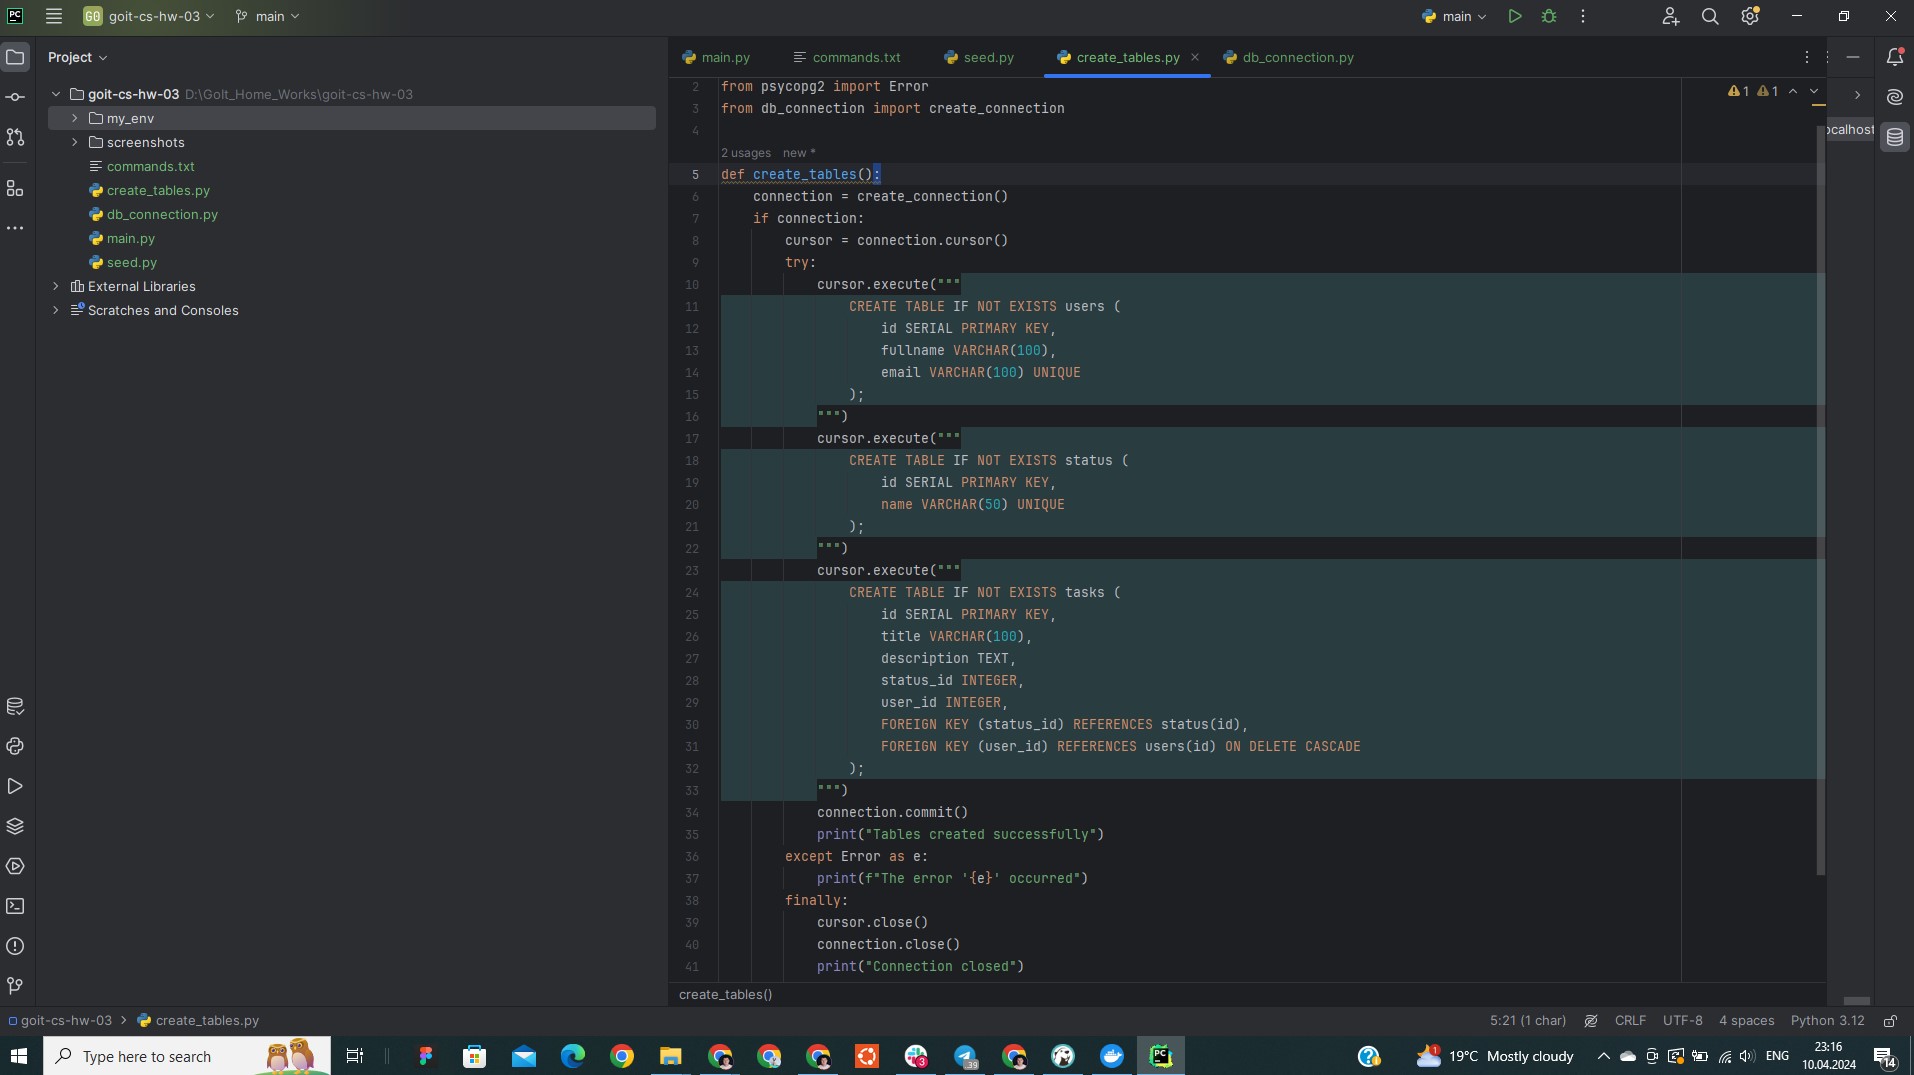 PC
GO goit-cs-hw-03
main
main
Project
main.py
commands.txt
seed.py
create_tables.py
db_connection.py
goit-cs-hw-03 D:\GoIt_Home_Works\goit-cs-hw-03
my_env
screenshots
commands.txt
create_tables.py
db_connection.py
main.py
seed.py
External Libraries
Scratches and Consoles
1 1
ocalhost
2 from psycopg2 import Error
3 from db_connection import create_connection
4
2 usages new *
5 def create_tables():
6 connection = create_connection()
7 if connection:
8 cursor = connection.cursor()
9 try:
10 cursor.execute("""
11 CREATE TABLE IF NOT EXISTS users (
12 id SERIAL PRIMARY KEY,
13 fullname VARCHAR(100),
14 email VARCHAR(100) UNIQUE
15 );
16 """)
17 cursor.execute("""
18 CREATE TABLE IF NOT EXISTS status (
19 id SERIAL PRIMARY KEY,
20 name VARCHAR(50) UNIQUE
21 );
22 """)
23 cursor.execute("""
24 CREATE TABLE IF NOT EXISTS tasks (
25 id SERIAL PRIMARY KEY,
26 title VARCHAR(100),
27 description TEXT,
28 status_id INTEGER,
29 user_id INTEGER,
30 FOREIGN KEY (status_id) REFERENCES status(id),
31 FOREIGN KEY (user_id) REFERENCES users(id) ON DELETE CASCADE
32 );
33 """)
34 connection.commit()
35 print("Tables created successfully")
36 except Error as e:
37 print(f"The error '{e}' occurred")
38 finally:
39 cursor.close()
40 connection.close()
41 print("Connection closed")
create_tables()
goit-cs-hw-03 > create_tables.py
5:21 (1 char)
CRLF
UTF-8
4 spaces
Python 3.12
Type here to search
3
39
PC
1
19°C Mostly cloudy
ENG
23:16
10.04.2024
14